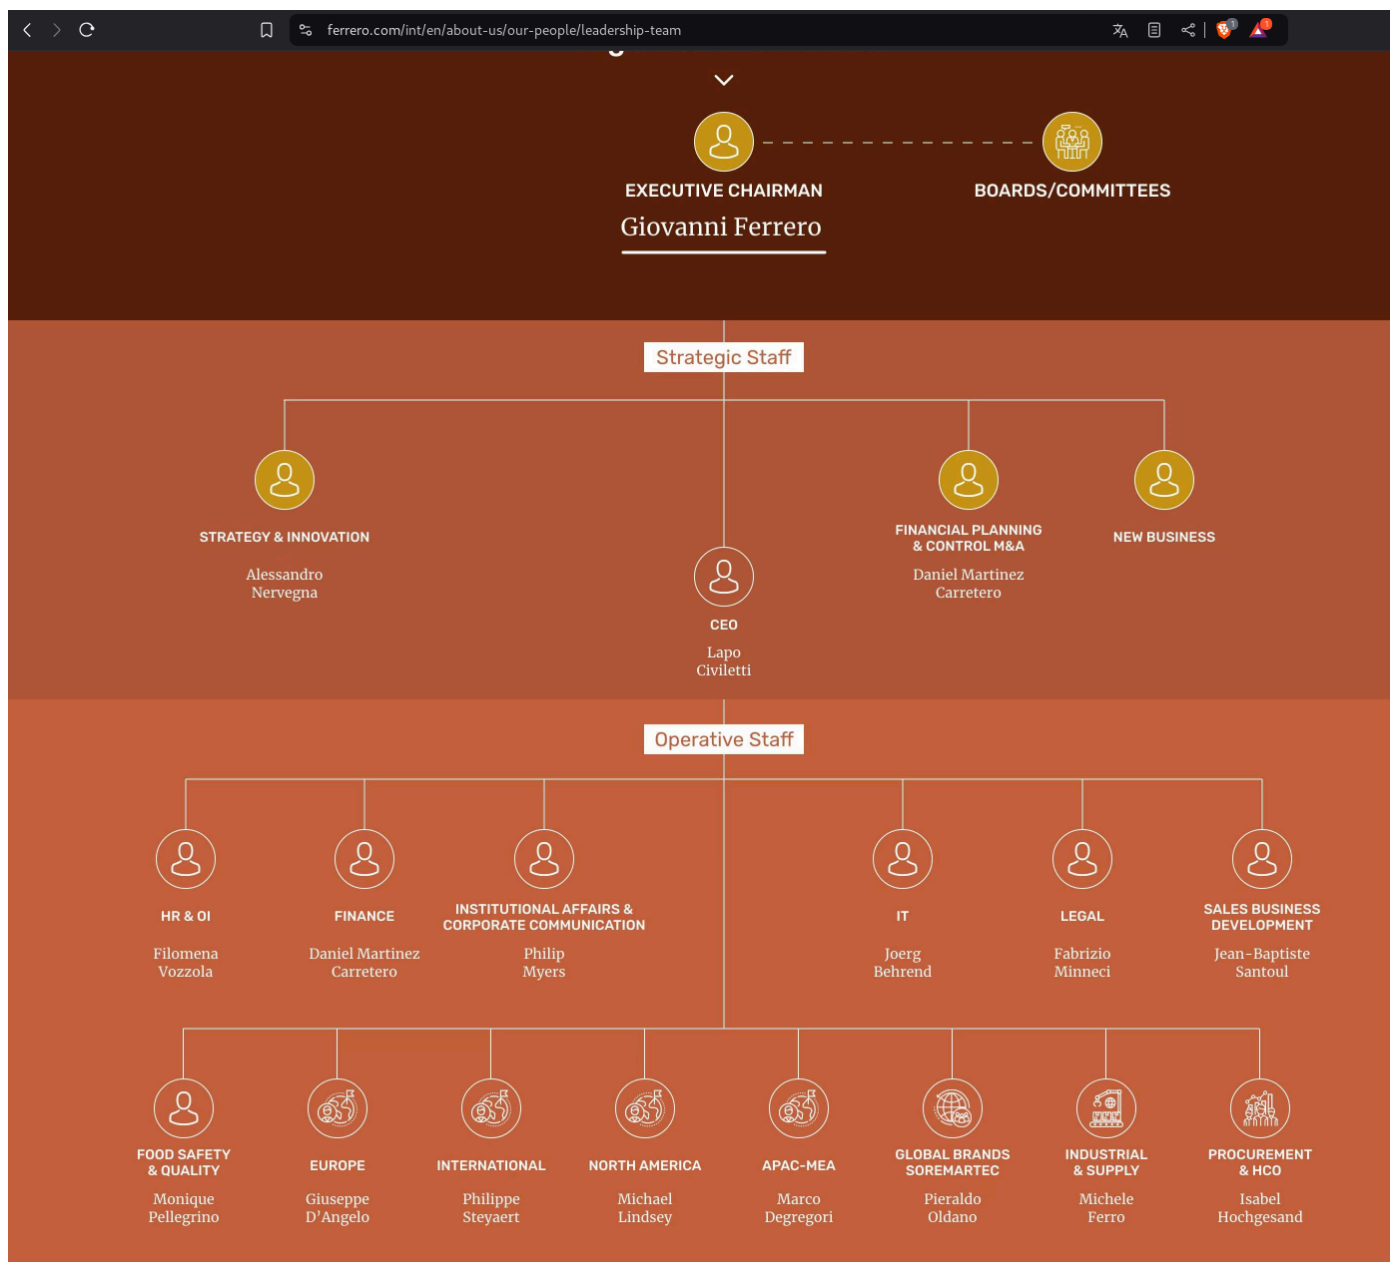 ferrero.com/int/en/about-us/our-people/leadership-team
EXECUTIVE CHAIRMAN
Giovanni Ferrero
BOARDS/COMMITTEES
Strategic Staff
STRATEGY & INNOVATION
Alessandro
Nervegna
CEO
Lapo
Civiletti
FINANCIAL PLANNING
& CONTROL M&A
Daniel Martinez
Carretero
NEW BUSINESS
Operative Staff
HR & OI
Filomena
Vozzola
FINANCE
Daniel Martinez
Carretero
INSTITUTIONAL AFFAIRS &
CORPORATE COMMUNICATION
Philip
Myers
IT
Joerg
Behrend
LEGAL
Fabrizio
Minneci
SALES BUSINESS
DEVELOPMENT
Jean-Baptiste
Santoul
FOOD SAFETY
& QUALITY
Monique
Pellegrino
EUROPE
Giuseppe
D'Angelo
INTERNATIONAL
Philippe
Steyaert
NORTH AMERICA
Michael
Lindsey
APAC-MEA
Marco
Degregori
GLOBAL BRANDS
SOREMARTEC
Pieraldo
Oldano
INDUSTRIAL
& SUPPLY
Michele
Ferro
PROCUREMENT
& HCO
Isabel
Hochgesand